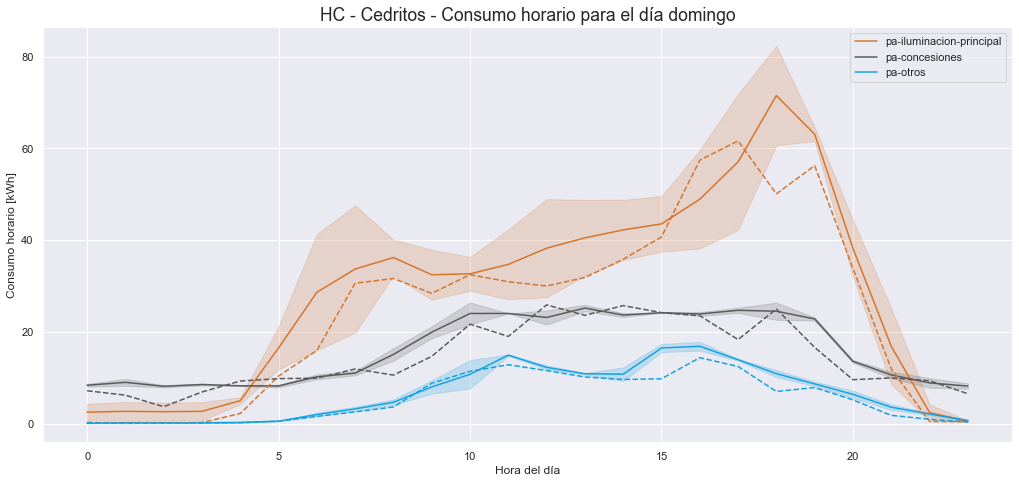 HC - Cedritos - Consumo horario para el día domingo
pa-iluminacion-principal
pa-concesiones
pa-otros
Consumo horario [kWh]
80
60
40
20
0
0 5 10 15 20
Hora del día